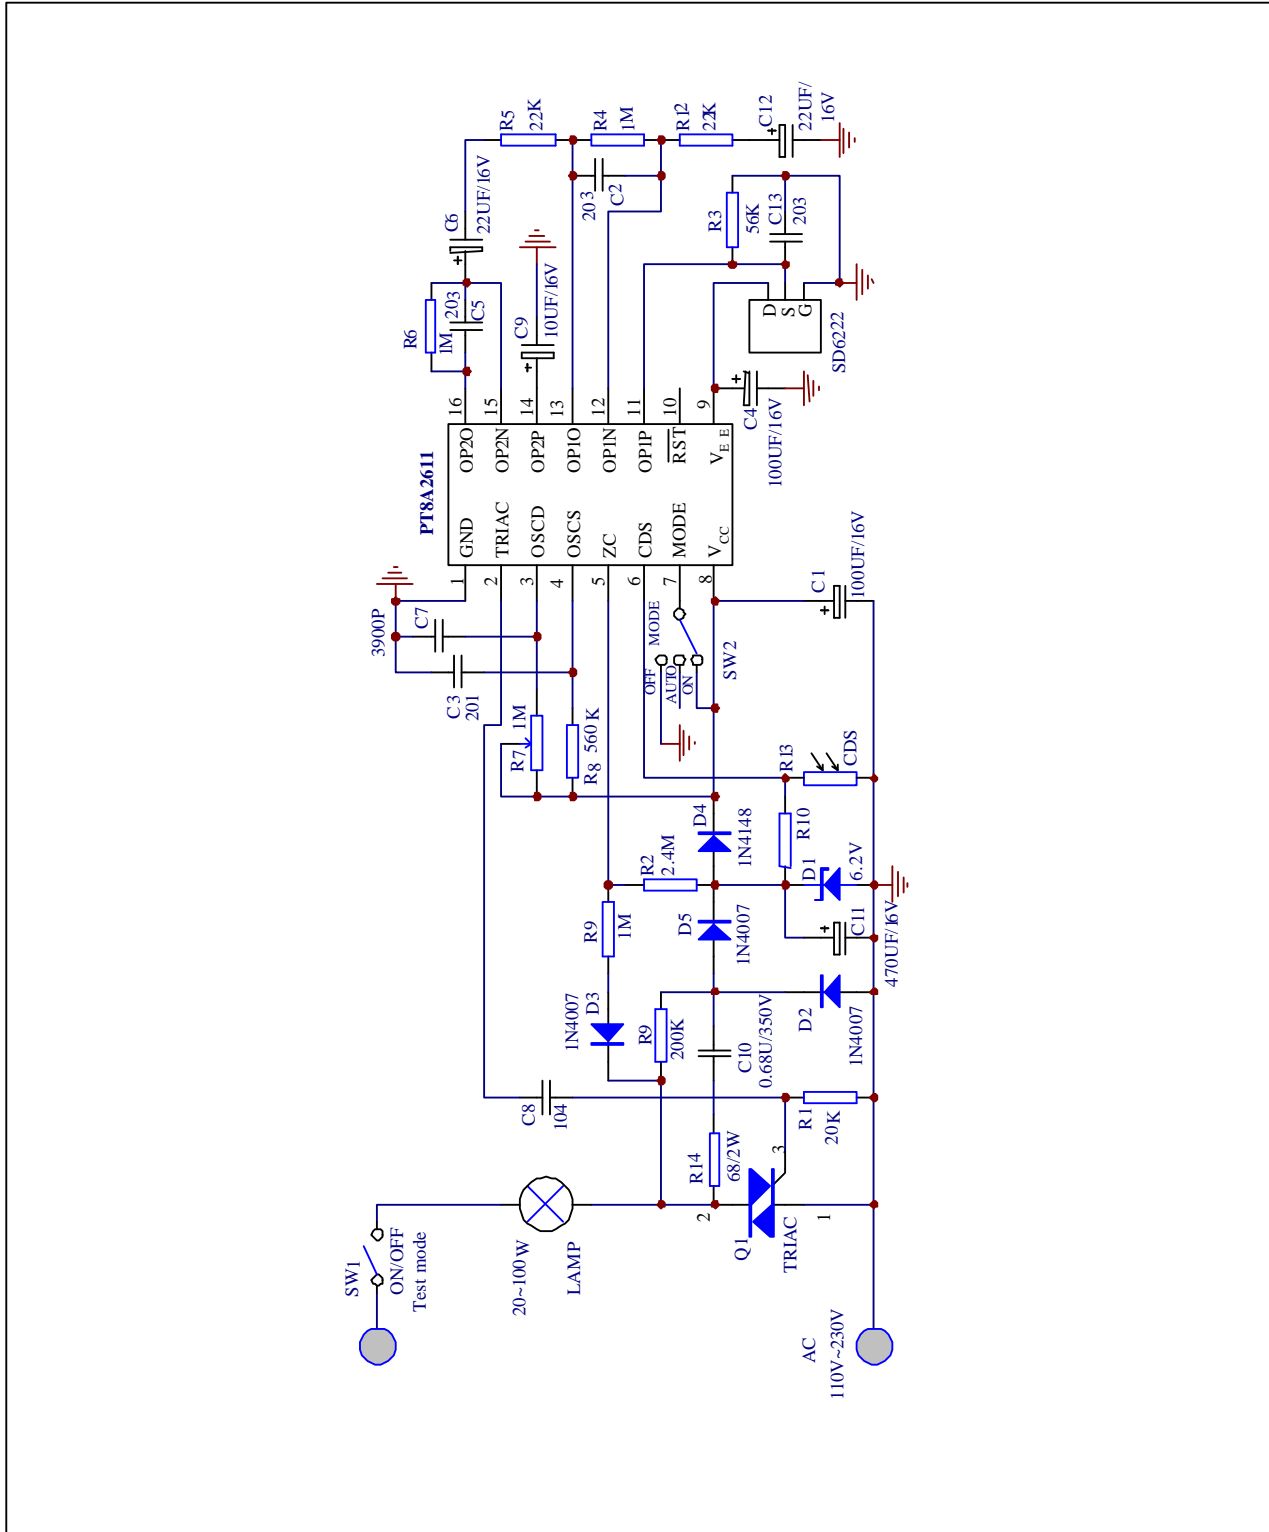 R5
22K
R4
1M
R12
22K
C12
22UF/
16V
C6
22UF/16V
203
C2
R3
56K
C13
203
R6
1M
203
C5
C9
10UF/16V
D
S
G
SD6222
C4
100UF/16V
16
15
14
13
12
11
10
9
PT8A2611
OP2O
OP2N
OP2P
OP1O
OP1N
OP1P
RST
VEE
GND
TRIAC
OSCD
OSCS
ZC
CDS
MODE
VCC
1
2
3
4
5
6
7
8
3900P
C7
C3
201
MODE
OFF
AUTO
ON
SW2
C1
100UF/16V
R7
1M
R8
560K
R13
CDS
D4
1N4148
R10
R2
2.4M
D1
6.2V
R9
1M
D5
1N4007
C11
470UF/16V
1N4007
D3
R9
200K
C10
0.68U/350V
D2
1N4007
C8
104
R14
68/2W
R1
20K
3
2
1
Q1
TRIAC
SW1
ON/OFF
Test mode
20~100W
LAMP
AC
110V~230V